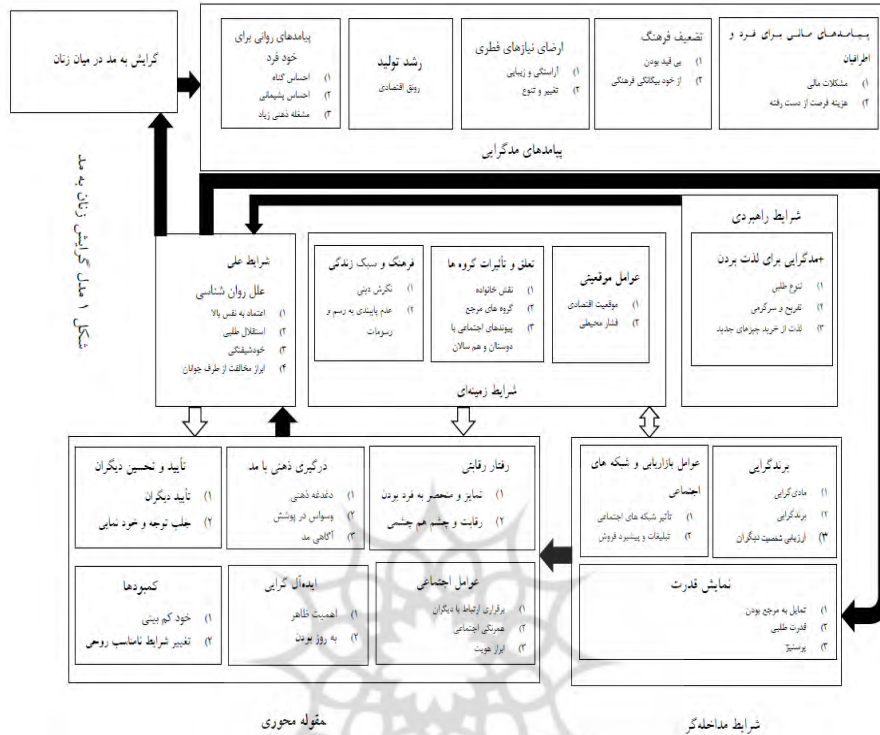 گرایش به مد در میان زنان
پیامدهای مالی برای فرد و
اطرافیان
۱) مشکلات مالی
۲) هزینه فرصت از دست رفته
تضعیف فرهنگ
۱) بی قید بودن
۲) از خود بیگانگی فرهنگی
ارضای نیازهای فطری
۱) آراستگی و زیبایی
۲) تغییر و تنوع
رشد تولید
رونق اقتصادی
پیامدهای روانی برای
خود فرد
۱) احساس گناه
۲) احساس پشیمانی
۳) مشغله ذهنی زیاد
پیامدهای مدگرایی
شرایط راهبردی
+مدگرایی برای لذت بردن
۱) تنوع طلبی
۲) تفریح و سرگرمی
۳) لذت از خرید چیزهای جدید
عوامل موقعیتی
۱) موقعیت اقتصادی
۲) فشار محیطی
تعلق و تأثیرات گروه ها
۱) نقش خانواده
۲) گروه های مرجع
۳) پیوندهای اجتماعی با
دوستان و هم سالان
فرهنگ و سبک زندگی
۱) نگرش دینی
۲) عدم پایبندی به رسم و
رسومات
شرایط زمینه‌ای
شرایط علی
علل روان شناسی
۱) اعتماد به نفس بالا
۲) استقلال طلبی
۳) خودشیفتگی
۴) ابراز مخالفت از طرف جوانان
شکل ۱ مدل گرایش زنان به مد
برندگرایی
۱) مادی‌گرایی
۲) برندگرایی
۳) ارزیابی شخصیت دیگران
عوامل بازاریابی و شبکه های
اجتماعی
۱) تأثیر شبکه های اجتماعی
۲) تبلیغات و پیشبرد فروش
نمایش قدرت
۱) تمایل به مرجع بودن
۲) قدرت طلبی
۳) پرستیژ
شرایط مداخله‌گر
رفتار رقابتی
۱) تمایز و منحصر به فرد بودن
۲) رقابت و چشم هم چشمی
درگیری ذهنی با مد
۱) دغدغه ذهنی
۲) وسواس در پوشش
۳) آگاهی مد
تأیید و تحسین دیگران
۱) تأیید دیگران
۲) جلب توجه و خود نمایی
عوامل اجتماعی
۱) برقراری ارتباط با دیگران
۲) همرنگی اجتماعی
۳) ابراز هویت
ایده‌آل گرایی
۱) اهمیت ظاهر
۲) به روز بودن
کمبودها
۱) خود کم بینی
۲) تغییر شرایط نامناسب روحی
مقوله محوری